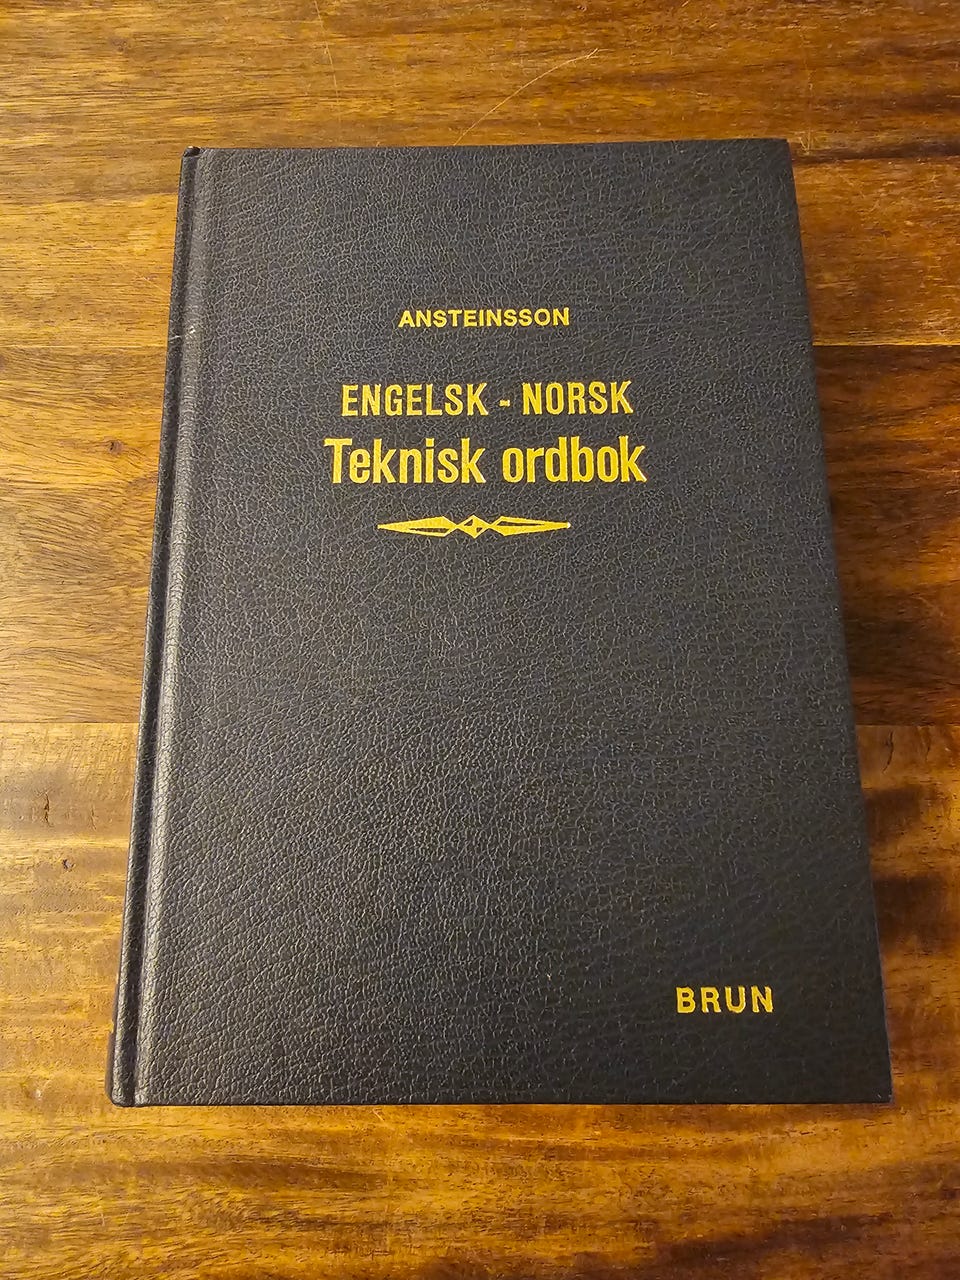 ANSTEINSSON
ENGELSK - NORSK
Teknisk ordbok
BRUN